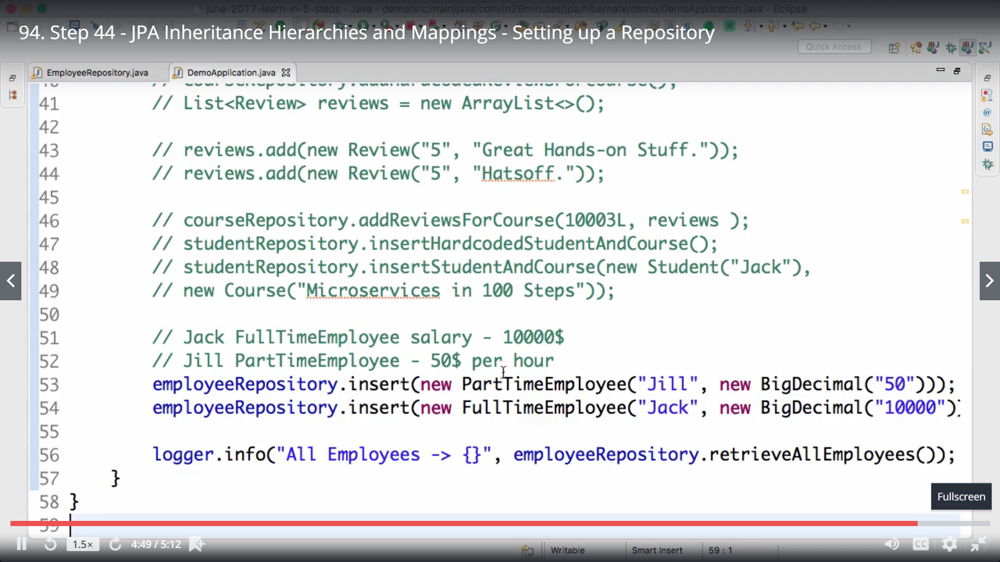 june-2017-learn-in-5-steps - Java - demo/src/main/java/com/in28minutes/jpa/hibernate/demo/DemoApplication.java - Eclipse
94. Step 44 - JPA Inheritance Hierarchies and Mappings - Setting up a Repository
Quick Access
EmployeeRepository.java
DemoApplication.java
40 // courseRepository.addHardcodedReviewsForCourse();
41 // List<Review> reviews = new ArrayList<>();
42
43 // reviews.add(new Review("5", "Great Hands-on Stuff."));
44 // reviews.add(new Review("5", "Hatsoff."));
45
46 // courseRepository.addReviewsForCourse(10003L, reviews );
47 // studentRepository.insertHardcodedStudentAndCourse();
48 // studentRepository.insertStudentAndCourse(new Student("Jack"),
49 // new Course("Microservices in 100 Steps"));
50
51 // Jack FullTimeEmployee salary - 10000$
52 // Jill PartTimeEmployee - 50$ per hour
53 employeeRepository.insert(new PartTimeEmployee("Jill", new BigDecimal("50")));
54 employeeRepository.insert(new FullTimeEmployee("Jack", new BigDecimal("10000"))
55
56 logger.info("All Employees -> {}", employeeRepository.retrieveAllEmployees());
57 }
58 }
59
Fullscreen
1.5×
4:49 / 5:12
CC
Writable
Smart Insert
59 : 1